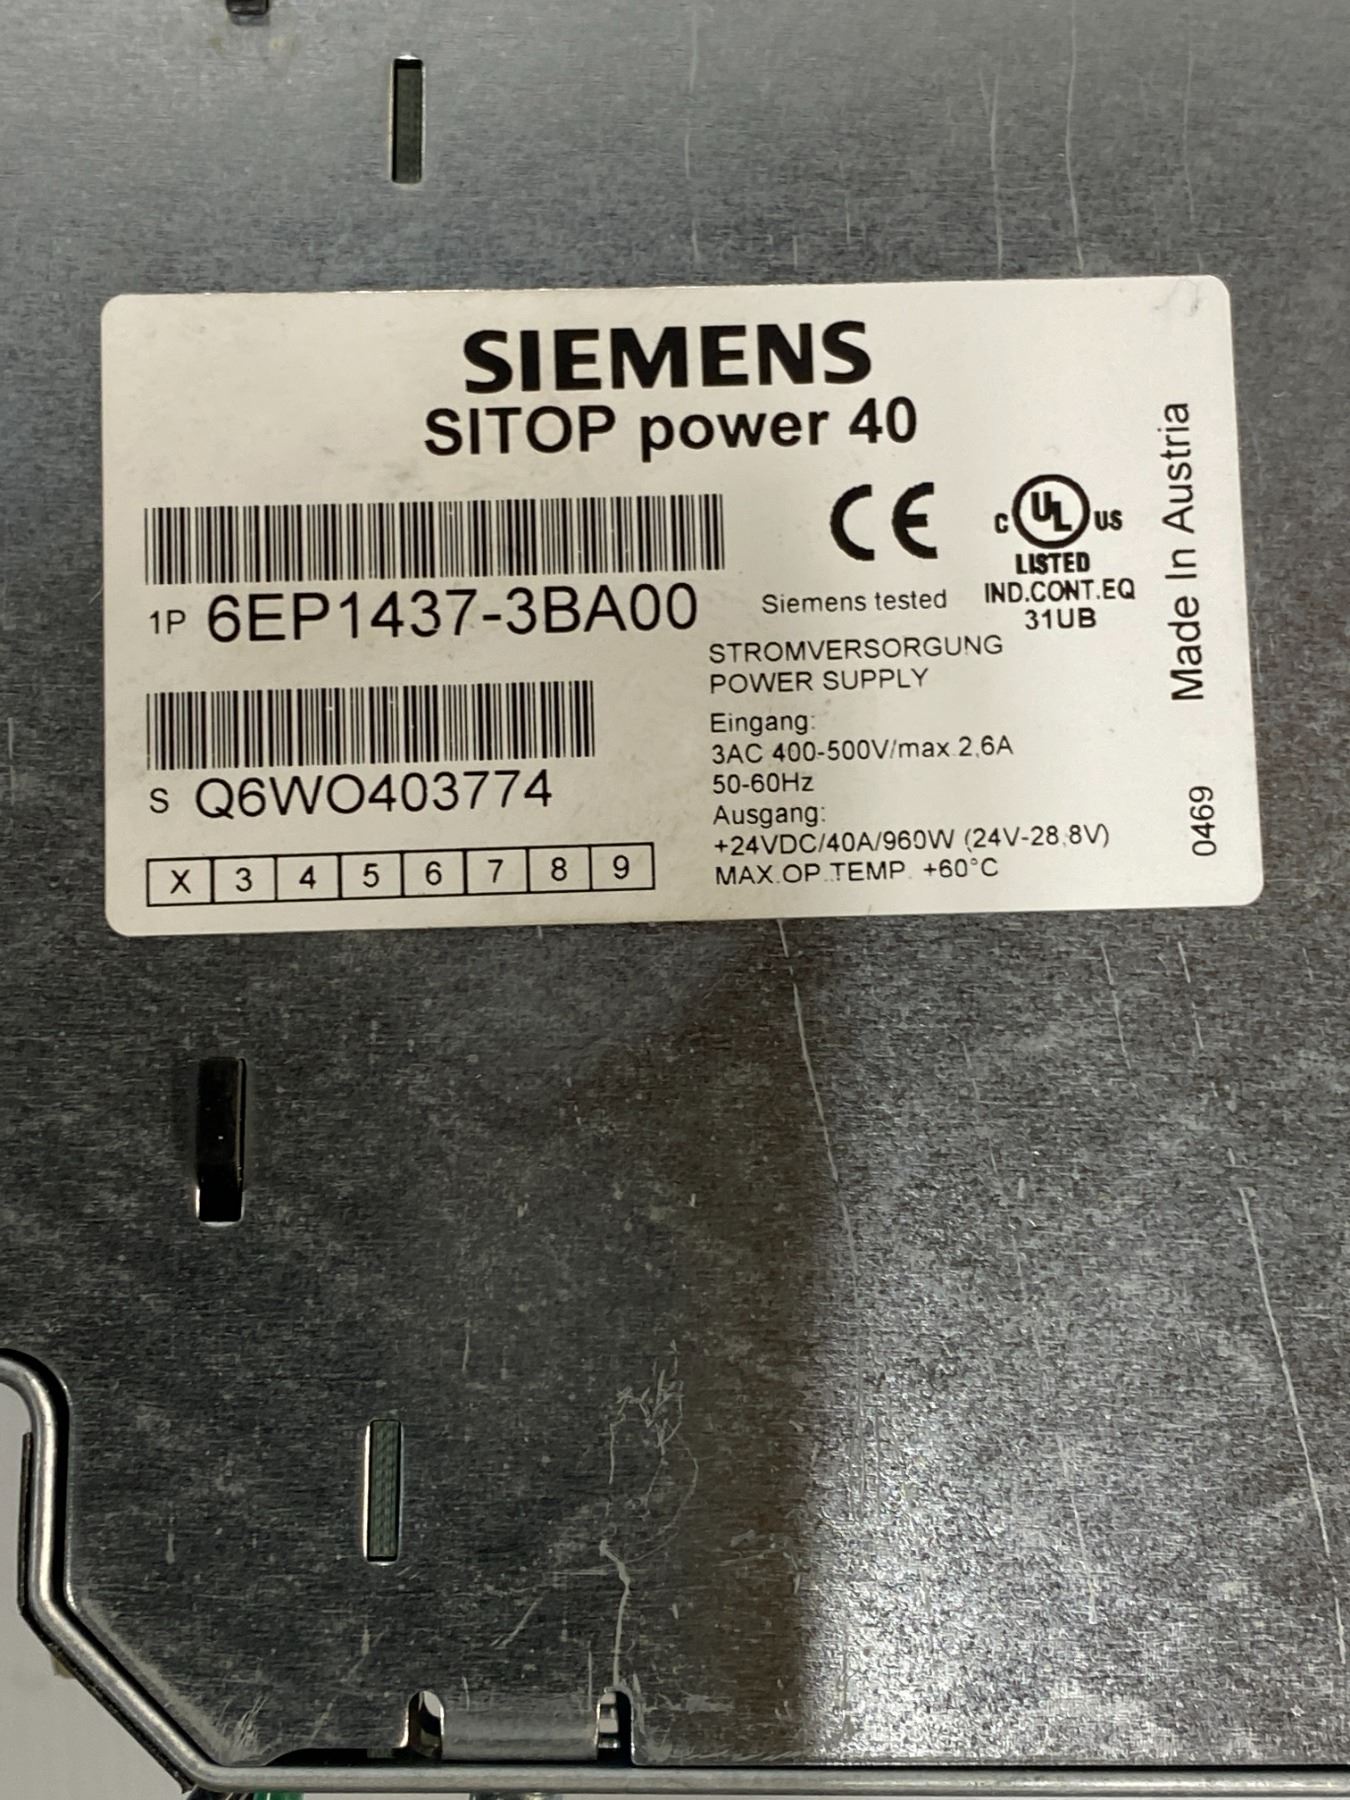 SIEMENS
SITOP power 40
1P 6EP1437-3BA00
S Q6WO403774
X 3 4 5 6 7 8 9
CE
Siemens tested
C UL US
LISTED
IND.CONT.EQ
31UB
STROMVERSORGUNG
POWER SUPPLY
Eingang:
3AC 400-500V/max.2,6A
50-60Hz
Ausgang:
+24VDC/40A/960W (24V-28,8V)
MAX.OP.TEMP. +60°C
Made In Austria
0469